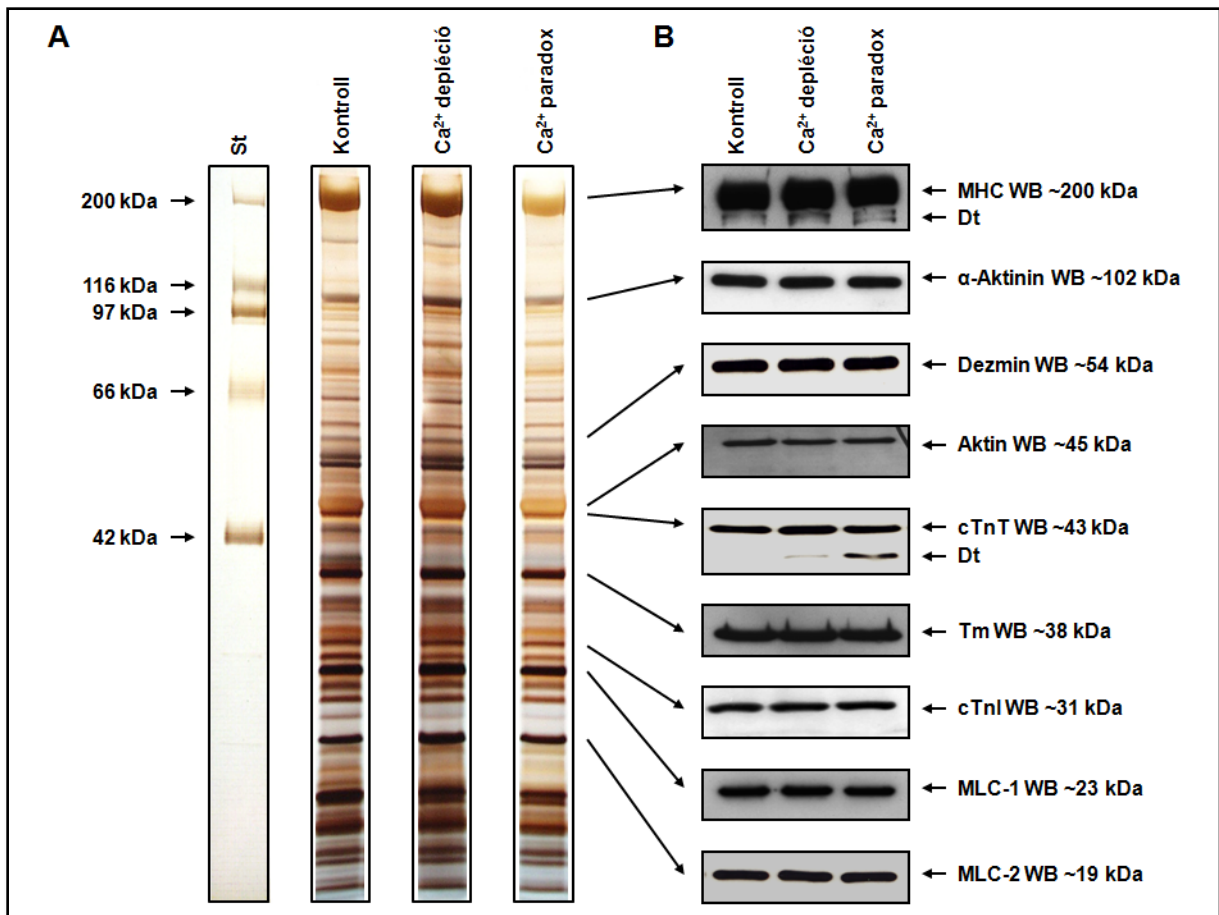 A
St
Kontroll
Ca²⁺ depléció
Ca²⁺ paradox
200 kDa
116 kDa
97 kDa
66 kDa
42 kDa
B
Kontroll
Ca²⁺ depléció
Ca²⁺ paradox
MHC WB ~200 kDa
Dt
α-Aktinin WB ~102 kDa
Dezmin WB ~54 kDa
Aktin WB ~45 kDa
cTnT WB ~43 kDa
Dt
Tm WB ~38 kDa
cTnI WB ~31 kDa
MLC-1 WB ~23 kDa
MLC-2 WB ~19 kDa